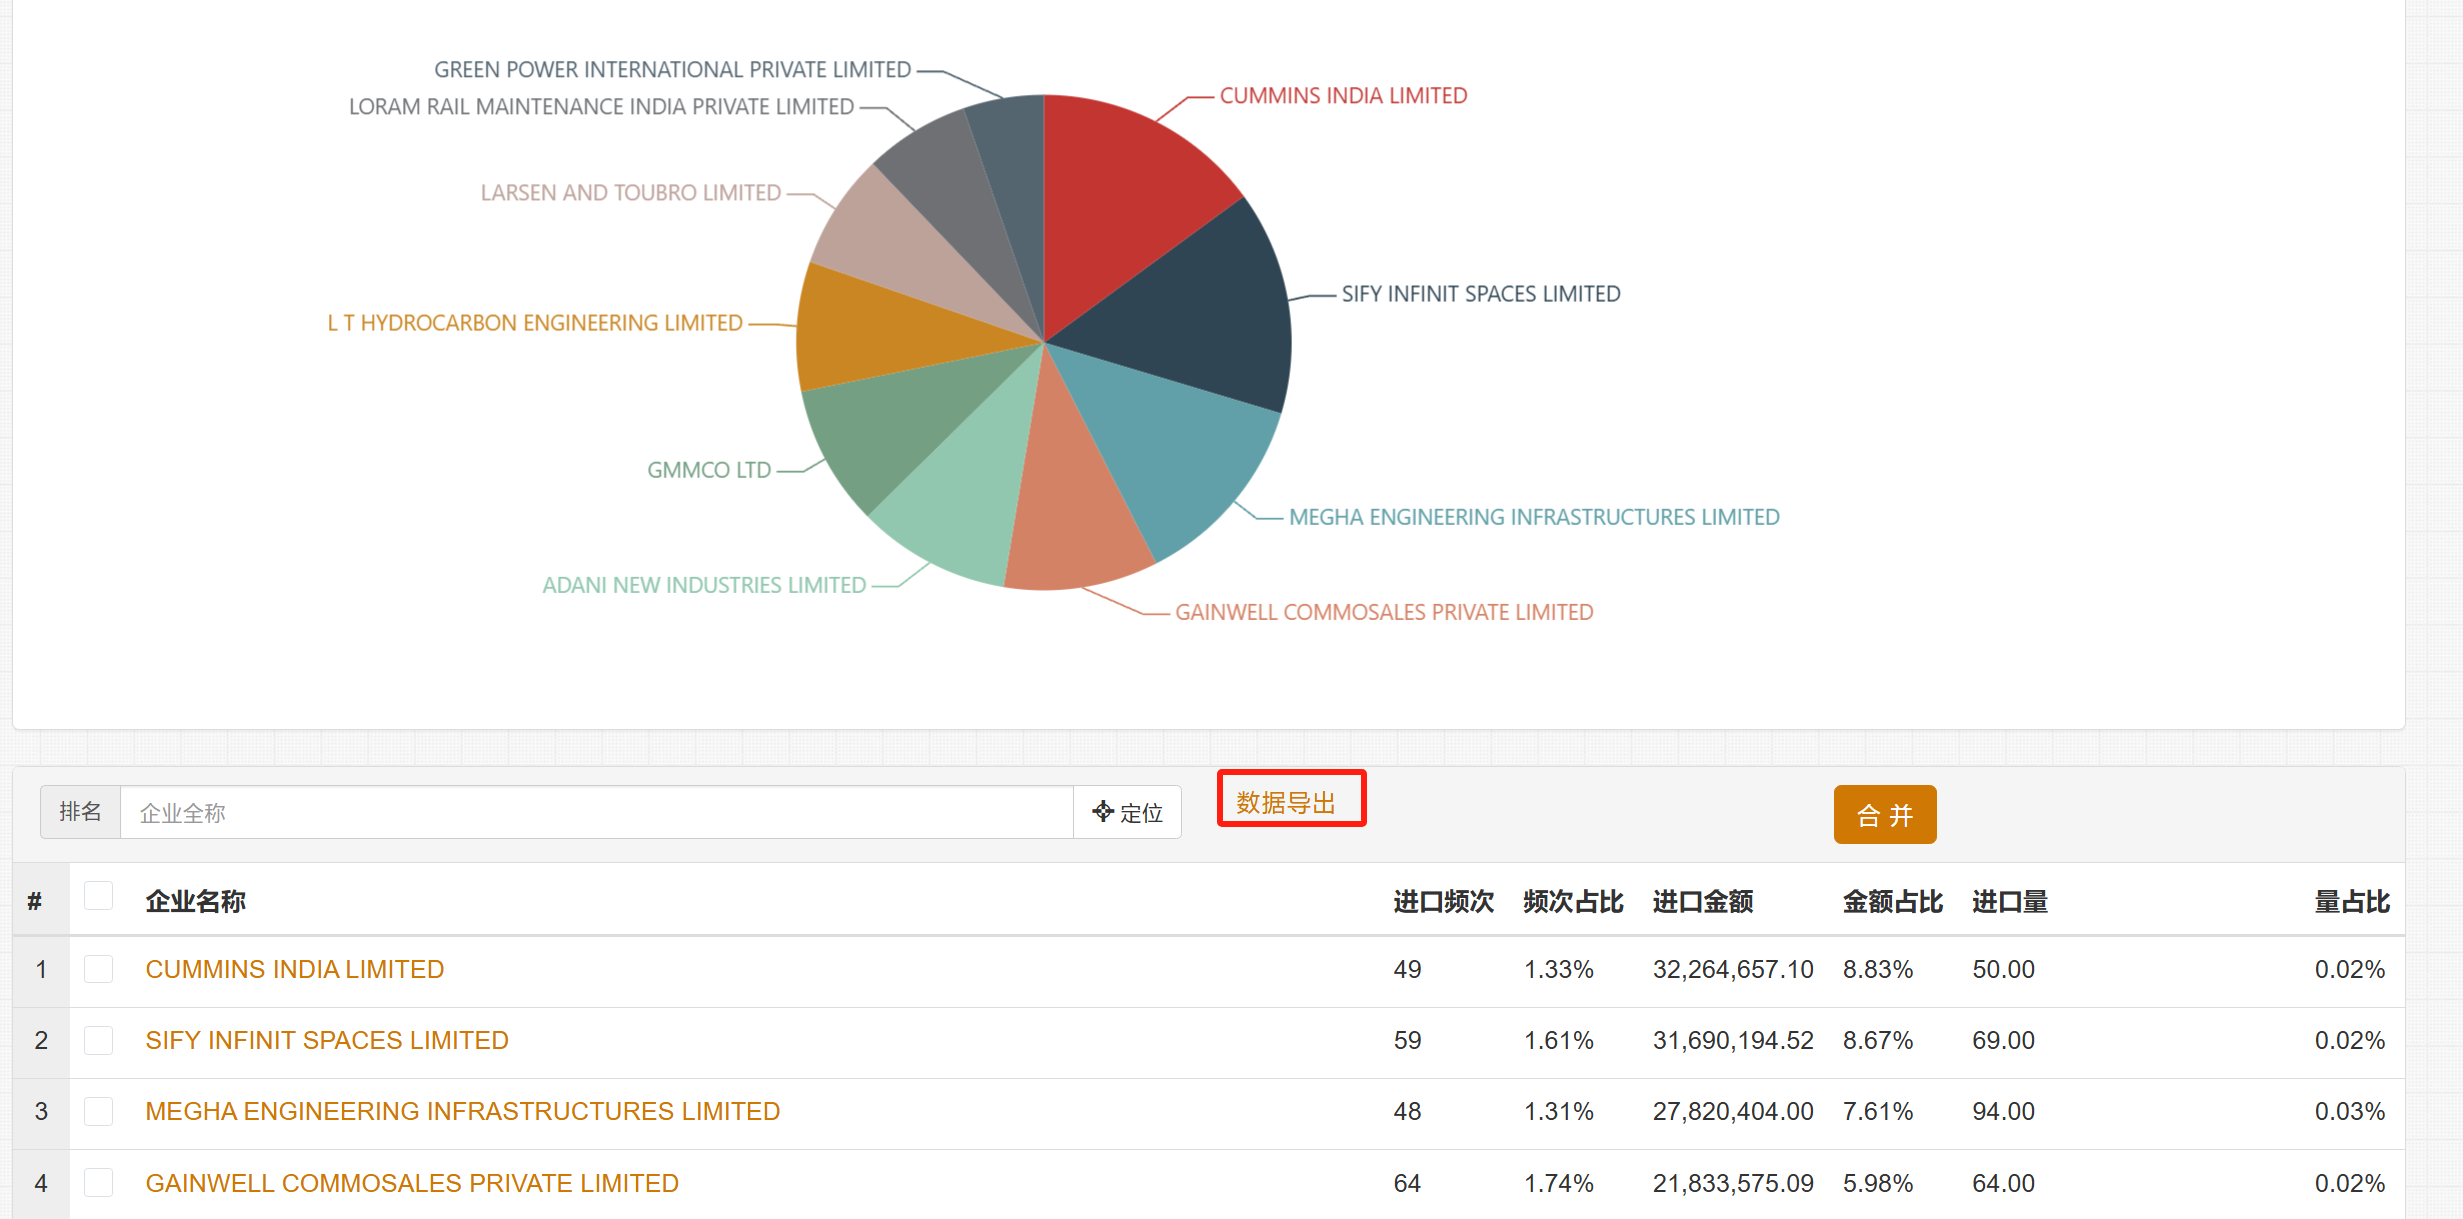 GREEN POWER INTERNATIONAL PRIVATE LIMITED
CUMMINS INDIA LIMITED
LORAM RAIL MAINTENANCE INDIA PRIVATE LIMITED
LARSEN AND TOUBRO LIMITED
SIFY INFINIT SPACES LIMITED
L T HYDROCARBON ENGINEERING LIMITED
GMMCO LTD
MEGHA ENGINEERING INFRASTRUCTURES LIMITED
ADANI NEW INDUSTRIES LIMITED
GAINWELL COMMOSALES PRIVATE LIMITED
排名 企业全称 定位 数据导出 合 并
# 企业名称 进口频次 频次占比 进口金额 金额占比 进口量 量占比
1 CUMMINS INDIA LIMITED 49 1.33% 32,264,657.10 8.83% 50.00 0.02%
2 SIFY INFINIT SPACES LIMITED 59 1.61% 31,690,194.52 8.67% 69.00 0.02%
3 MEGHA ENGINEERING INFRASTRUCTURES LIMITED 48 1.31% 27,820,404.00 7.61% 94.00 0.03%
4 GAINWELL COMMOSALES PRIVATE LIMITED 64 1.74% 21,833,575.09 5.98% 64.00 0.02%